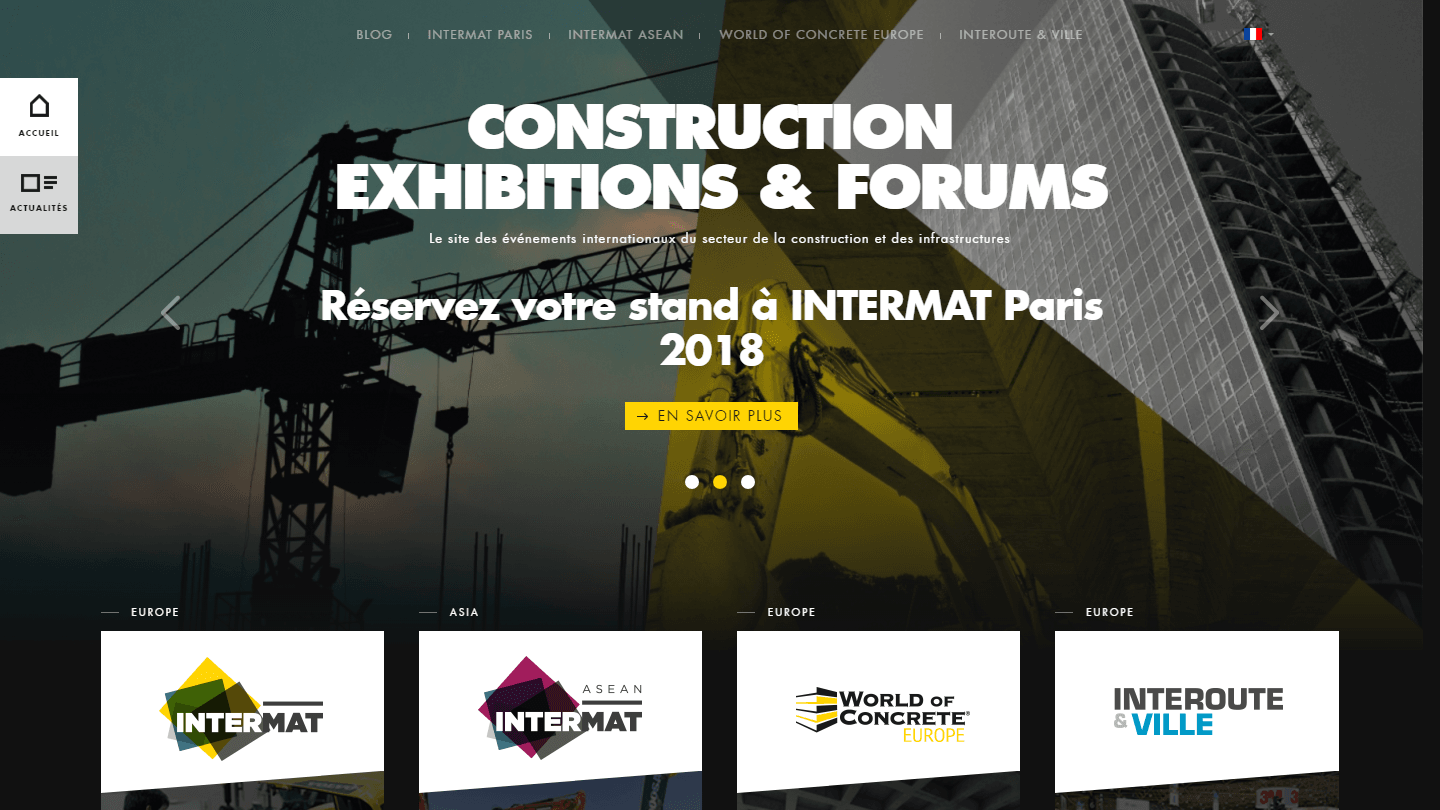 BLOG
INTERMAT PARIS
INTERMAT ASEAN
WORLD OF CONCRETE EUROPE
INTEROUTE & VILLE
ACCUEIL
ACTUALITÉS
CONSTRUCTION
EXHIBITIONS & FORUMS
Le site des événements internationaux du secteur de la construction et des infrastructures
Réservez votre stand à INTERMAT Paris
2018
→ EN SAVOIR PLUS
EUROPE
ASIA
EUROPE
EUROPE
INTERMAT
ASEAN
INTERMAT
WORLD OF
CONCRETE®
EUROPE
INTEROUTE
& VILLE
3M